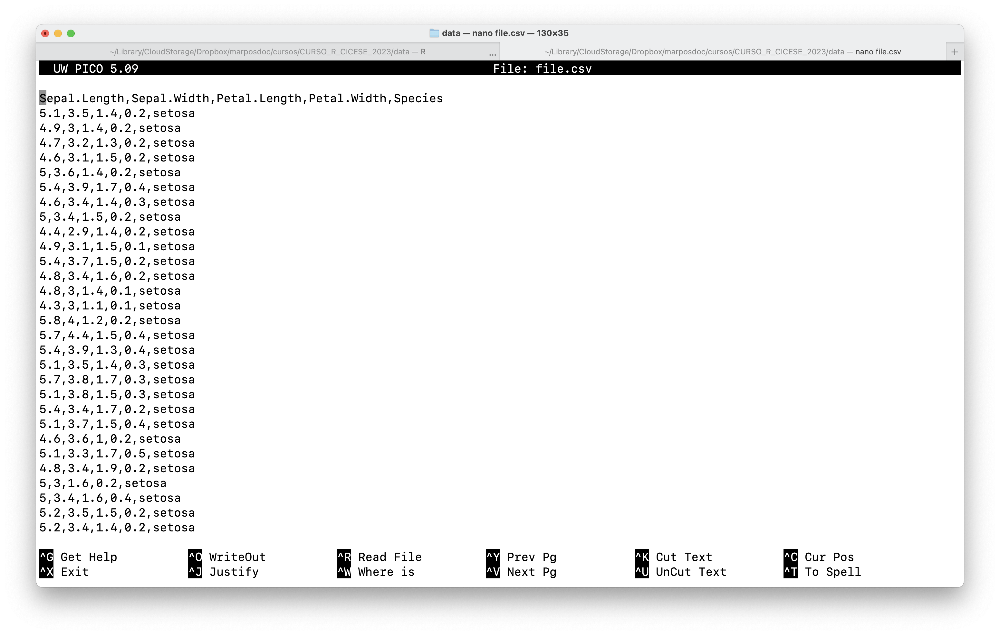 data — nano file.csv — 130×35
~/Library/CloudStorage/Dropbox/marposdoc/cursos/CURSO_R_CICESE_2023/data — R ...
~/Library/CloudStorage/Dropbox/marposdoc/cursos/CURSO_R_CICESE_2023/data — nano file.csv +
UW PICO 5.09 File: file.csv
Sepal.Length,Sepal.Width,Petal.Length,Petal.Width,Species
5.1,3.5,1.4,0.2,setosa
4.9,3,1.4,0.2,setosa
4.7,3.2,1.3,0.2,setosa
4.6,3.1,1.5,0.2,setosa
5,3.6,1.4,0.2,setosa
5.4,3.9,1.7,0.4,setosa
4.6,3.4,1.4,0.3,setosa
5,3.4,1.5,0.2,setosa
4.4,2.9,1.4,0.2,setosa
4.9,3.1,1.5,0.1,setosa
5.4,3.7,1.5,0.2,setosa
4.8,3.4,1.6,0.2,setosa
4.8,3,1.4,0.1,setosa
4.3,3,1.1,0.1,setosa
5.8,4,1.2,0.2,setosa
5.7,4.4,1.5,0.4,setosa
5.4,3.9,1.3,0.4,setosa
5.1,3.5,1.4,0.3,setosa
5.7,3.8,1.7,0.3,setosa
5.1,3.8,1.5,0.3,setosa
5.4,3.4,1.7,0.2,setosa
5.1,3.7,1.5,0.4,setosa
4.6,3.6,1,0.2,setosa
5.1,3.3,1.7,0.5,setosa
4.8,3.4,1.9,0.2,setosa
5,3,1.6,0.2,setosa
5,3.4,1.6,0.4,setosa
5.2,3.5,1.5,0.2,setosa
5.2,3.4,1.4,0.2,setosa
^G Get Help ^O WriteOut ^R Read File ^Y Prev Pg ^K Cut Text ^C Cur Pos
^X Exit ^J Justify ^W Where is ^V Next Pg ^U UnCut Text ^T To Spell